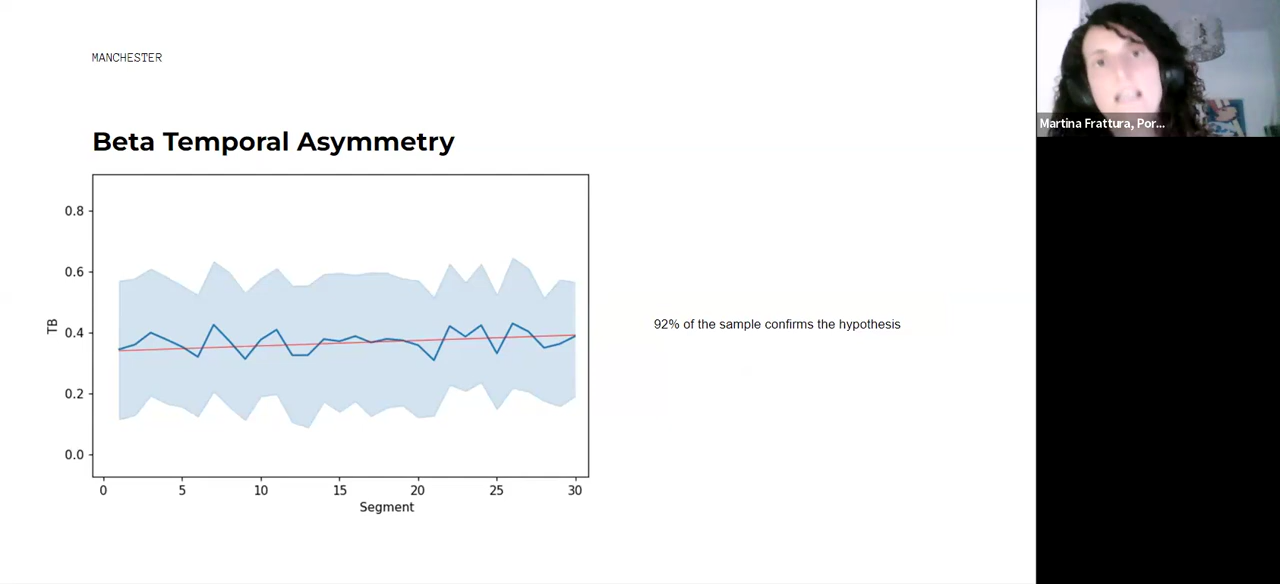 MANCHESTER
Beta Temporal Asymmetry
0.8
0.6
0.4
0.2
0.0
TB
0 5 10 15 20 25 30
Segment
92% of the sample confirms the hypothesis
Martina Frattura, Por...